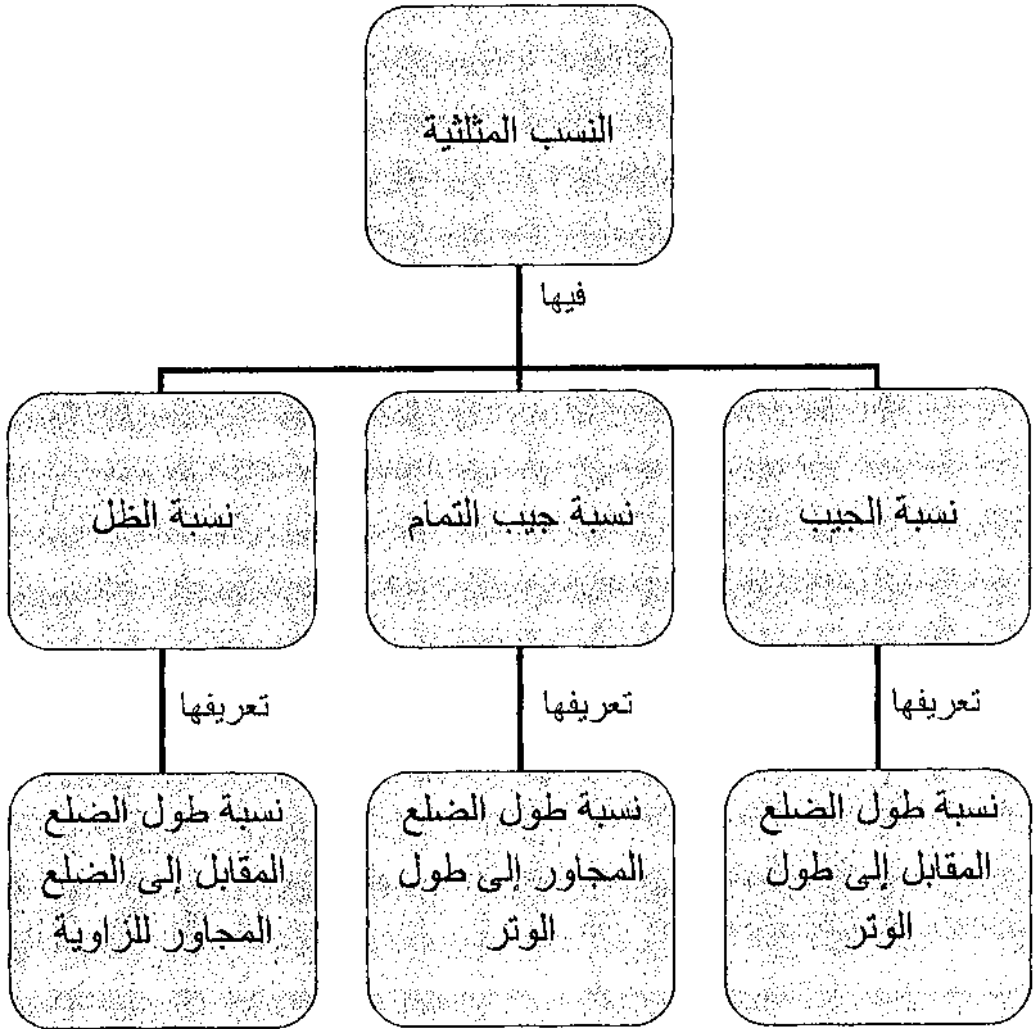 النسب المثلثية
فيها
نسبة الجيب
نسبة جيب التمام
نسبة الظل
تعريفها
تعريفها
تعريفها
نسبة طول الضلع
المقابل إلى طول
الوتر
نسبة طول الضلع
المجاور إلى طول
الوتر
نسبة طول الضلع
المقابل إلى الضلع
المجاور للزاوية